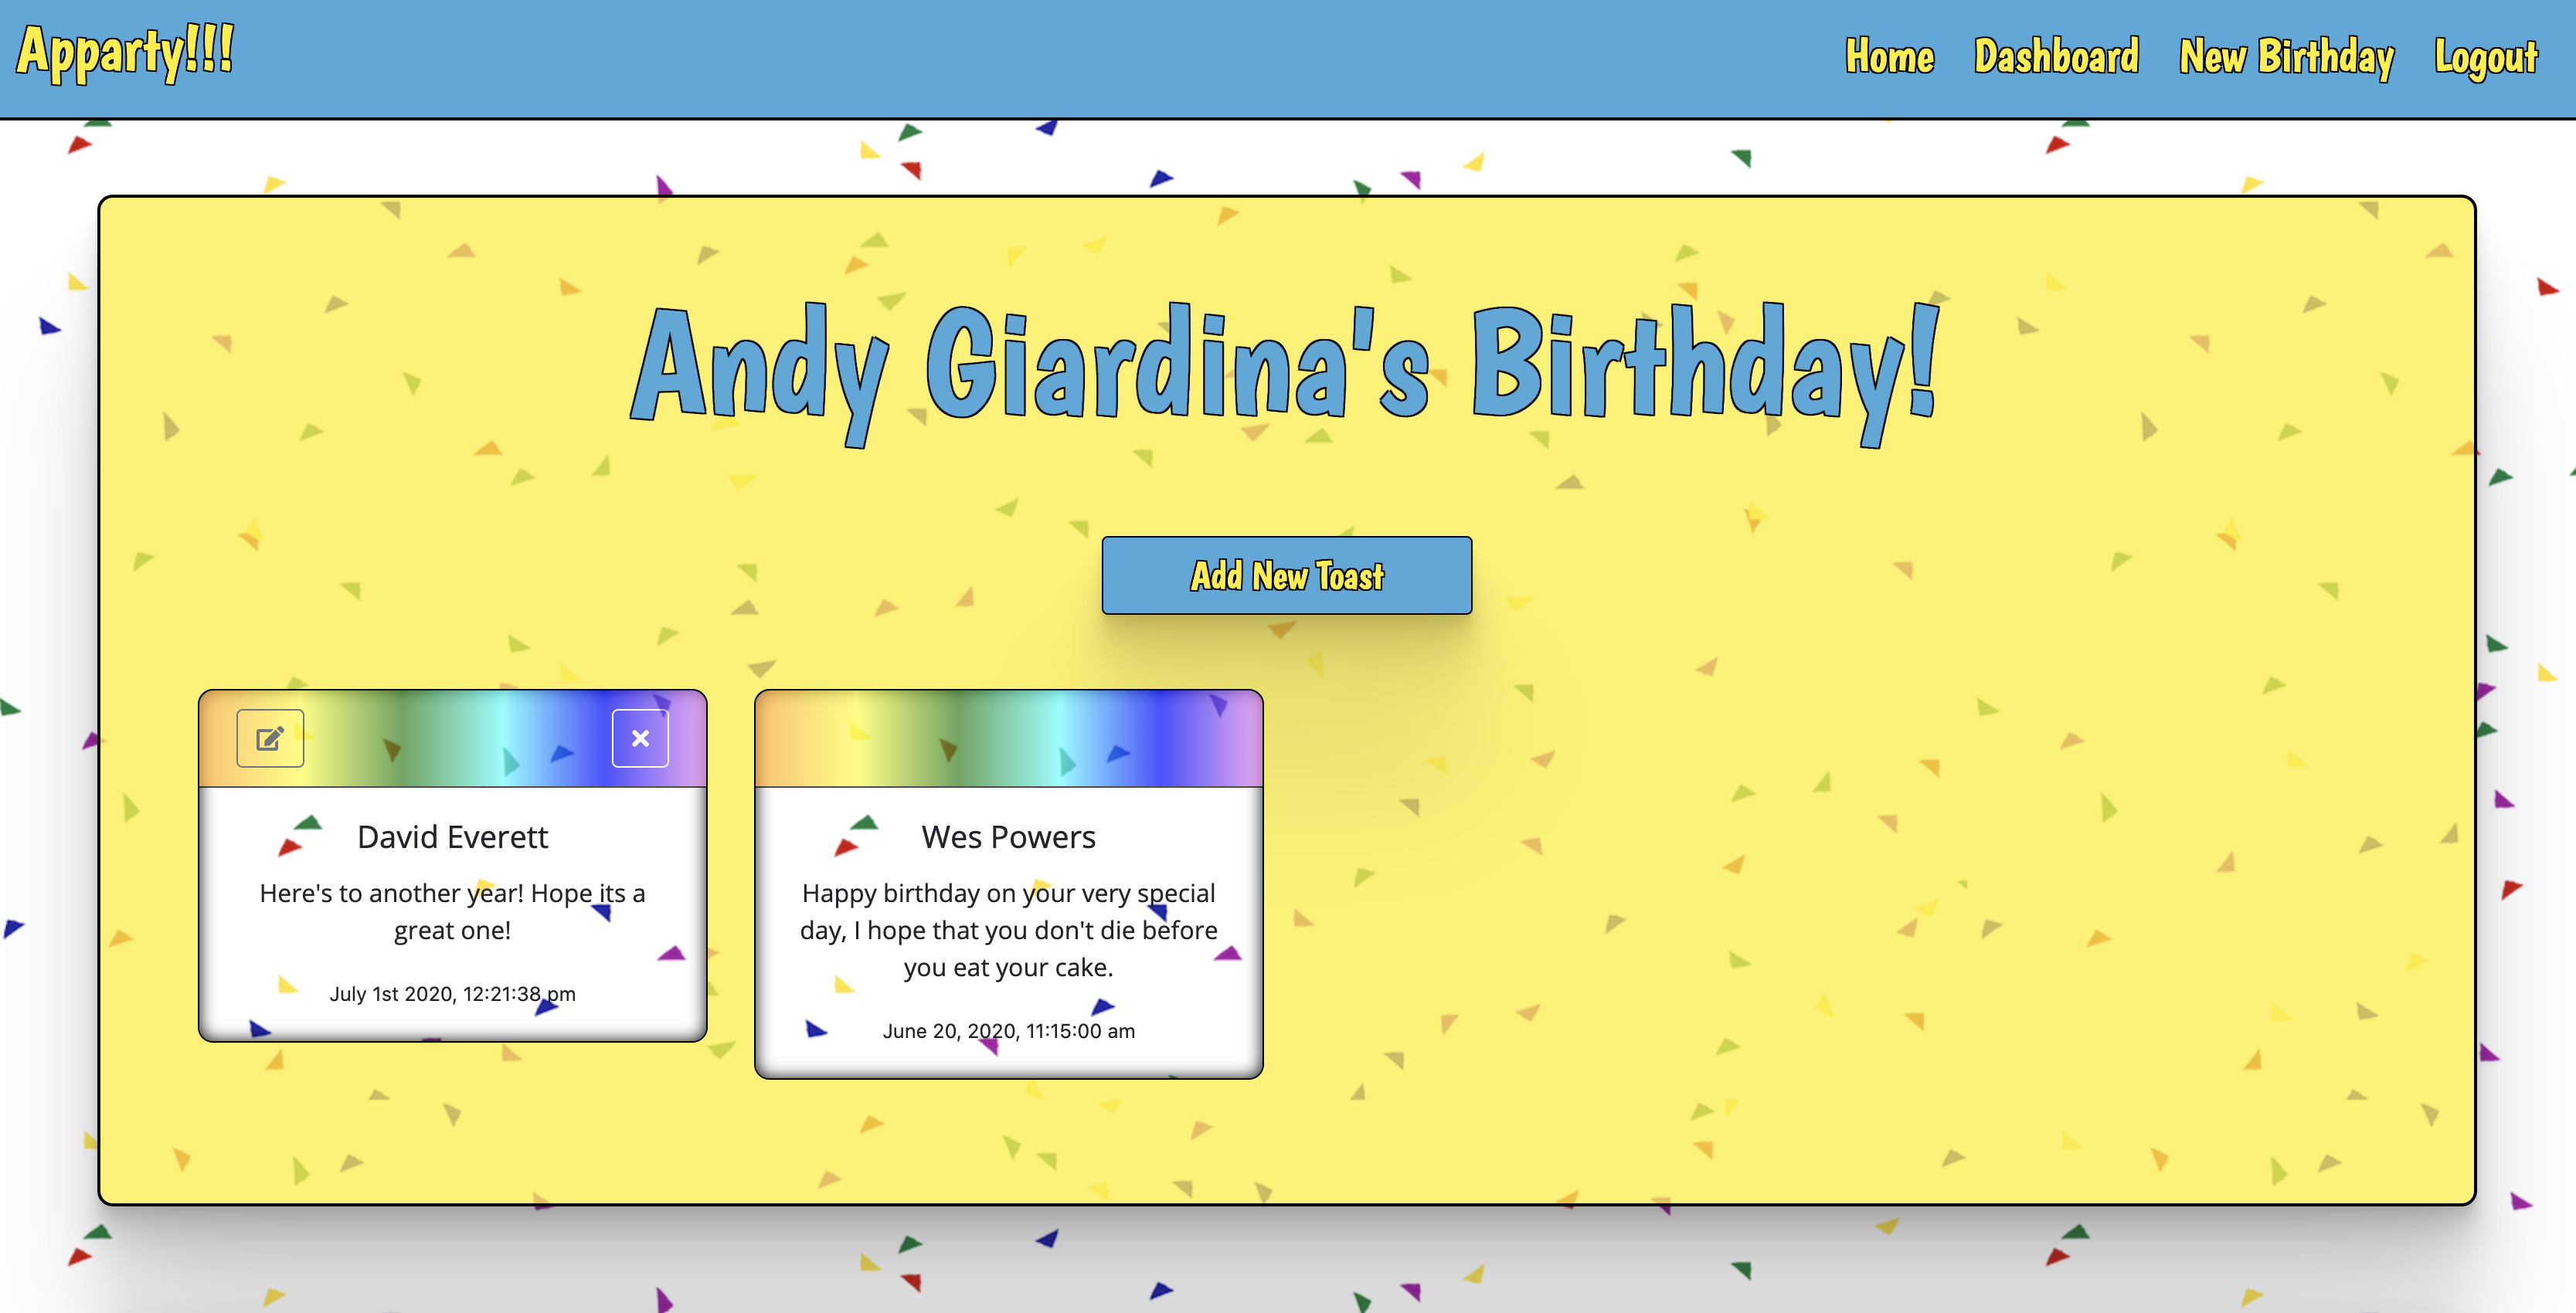 Apparty!!!
Home Dashboard New Birthday Logout
Andy Giardina's Birthday!
Add New Toast
David Everett
Here's to another year! Hope its a
great one!
July 1st 2020, 12:21:38 pm
Wes Powers
Happy birthday on your very special
day, I hope that you don't die before
you eat your cake.
June 20, 2020, 11:15:00 am